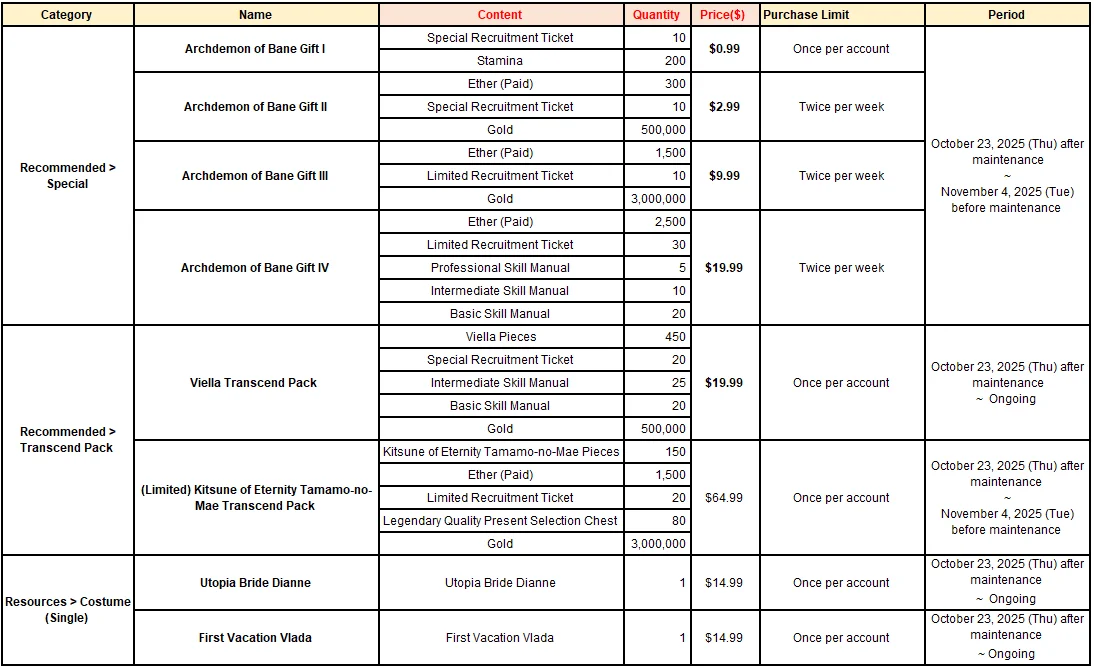 Category Name Content Quantity Price($) Purchase Limit Period
Recommended >
Special
Archdemon of Bane Gift I
Special Recruitment Ticket 10
Stamina 200
$0.99
Once per account
Archdemon of Bane Gift II
Ether (Paid) 300
Special Recruitment Ticket 10
Gold 500,000
$2.99
Twice per week
Archdemon of Bane Gift III
Ether (Paid) 1,500
Limited Recruitment Ticket 10
Gold 3,000,000
$9.99
Twice per week
Archdemon of Bane Gift IV
Ether (Paid) 2,500
Limited Recruitment Ticket 30
Professional Skill Manual 5
Intermediate Skill Manual 10
Basic Skill Manual 20
$19.99
Twice per week
October 23, 2025 (Thu) after
maintenance
~
November 4, 2025 (Tue)
before maintenance
Recommended >
Transcend Pack
Viella Transcend Pack
Viella Pieces 450
Special Recruitment Ticket 20
Intermediate Skill Manual 25
Basic Skill Manual 20
Gold 500,000
$19.99
Once per account
October 23, 2025 (Thu) after
maintenance
~ Ongoing
(Limited) Kitsune of Eternity Tamamo-no-
Mae Transcend Pack
Kitsune of Eternity Tamamo-no-Mae Pieces 150
Ether (Paid) 1,500
Limited Recruitment Ticket 20
Legendary Quality Present Selection Chest 80
Gold 3,000,000
$64.99
Once per account
October 23, 2025 (Thu) after
maintenance
~
November 4, 2025 (Tue)
before maintenance
Resources > Costume
(Single)
Utopia Bride Dianne
Utopia Bride Dianne 1
$14.99
Once per account
October 23, 2025 (Thu) after
maintenance
~ Ongoing
First Vacation Vlada
First Vacation Vlada 1
$14.99
Once per account
October 23, 2025 (Thu) after
maintenance
~ Ongoing